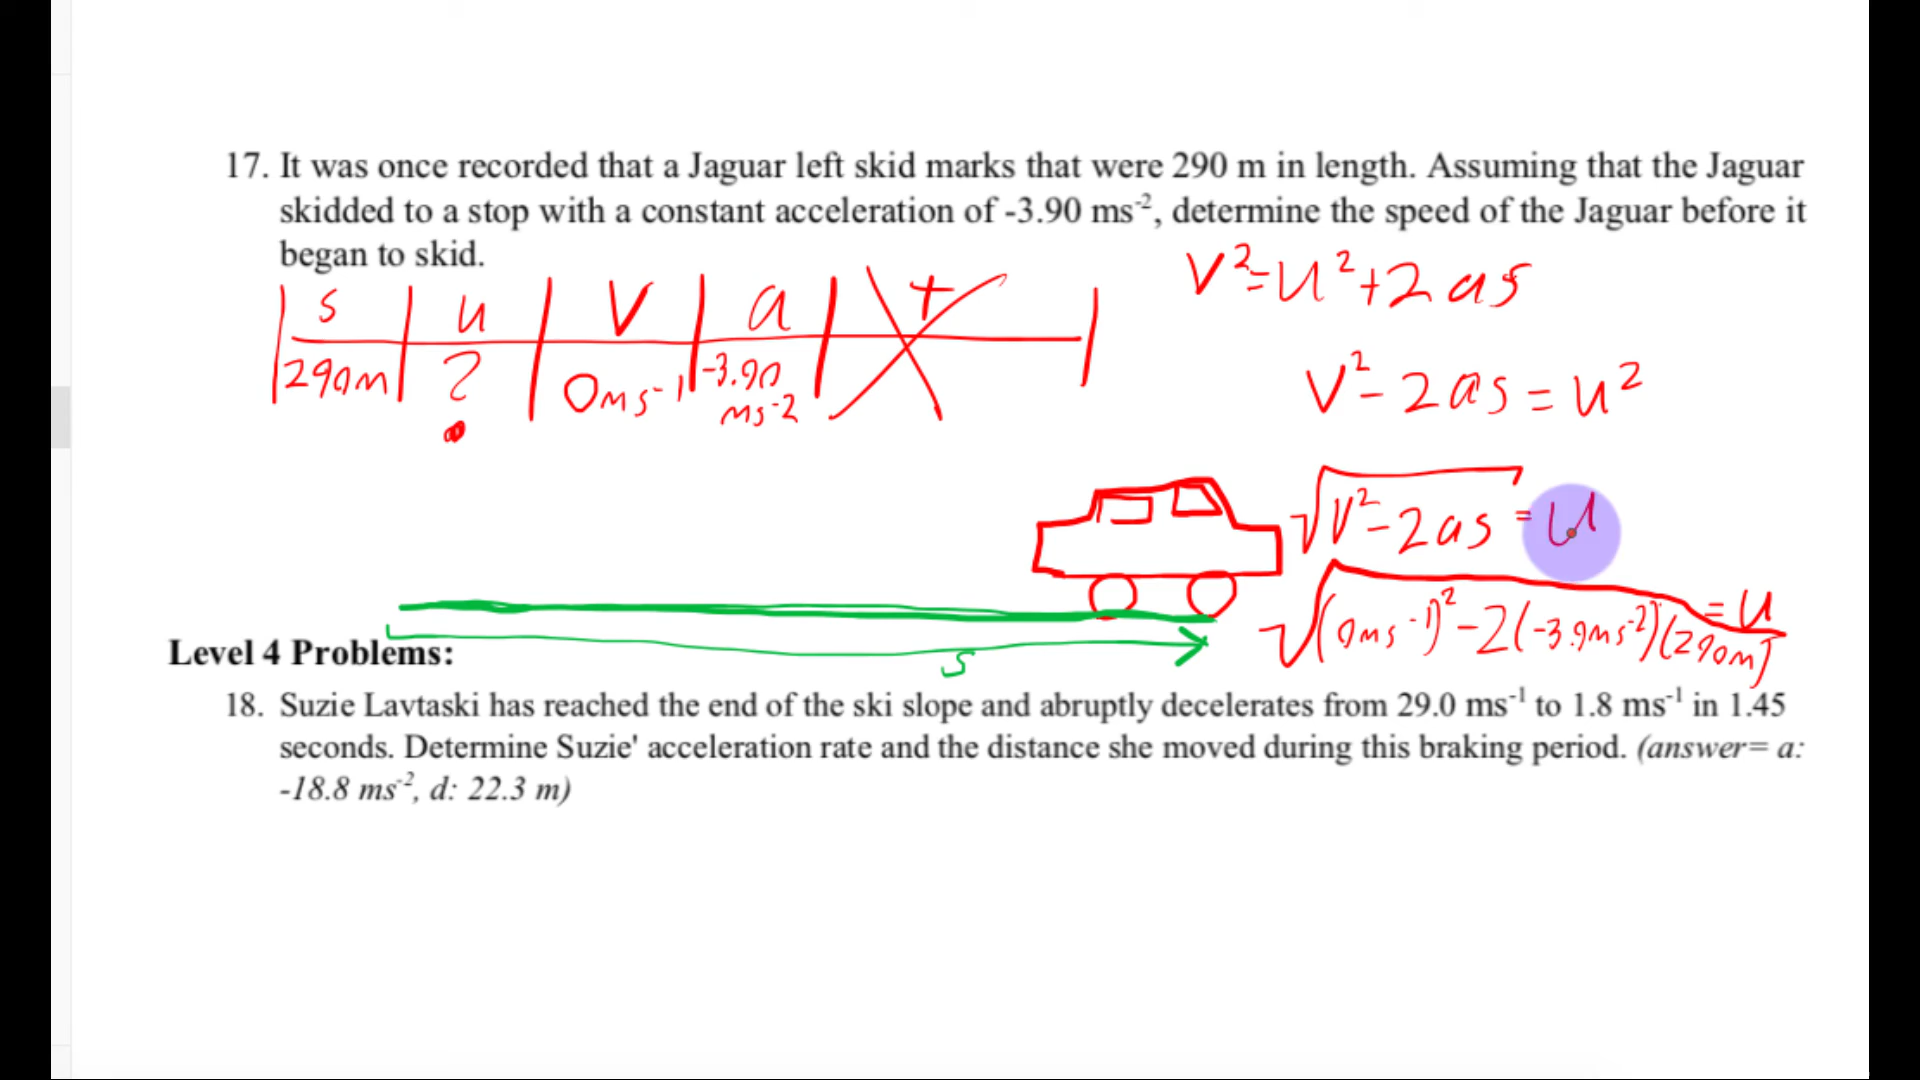 17. It was once recorded that a Jaguar left skid marks that were 290 m in length. Assuming that the Jaguar
skidded to a stop with a constant acceleration of -3.90 ms⁻², determine the speed of the Jaguar before it
began to skid.
s u v a t
290m ? 0ms⁻¹ -3.90 ms⁻²
v²=u²+2as
v²-2as=u²
√v²-2as=u
√(0ms⁻¹)²-2(-3.9ms⁻²)(290m)=u
s
Level 4 Problems:
18. Suzie Lavtaski has reached the end of the ski slope and abruptly decelerates from 29.0 ms⁻¹ to 1.8 ms⁻¹ in 1.45
seconds. Determine Suzie' acceleration rate and the distance she moved during this braking period. (answer= a:
-18.8 ms⁻², d: 22.3 m)